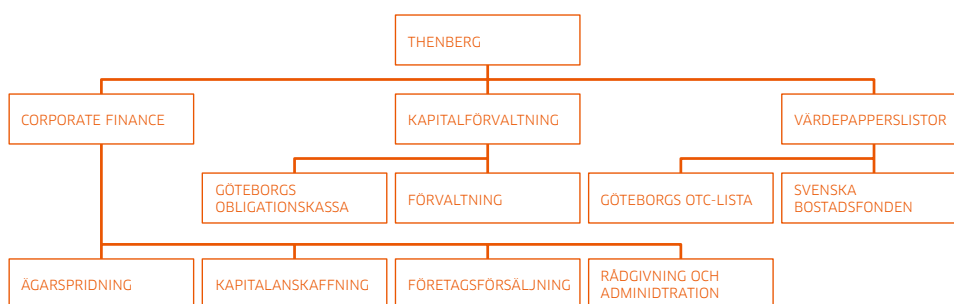 THENBERG
CORPORATE FINANCE
KAPITALFÖRVALTNING
VÄRDEPAPPERSLISTOR
GÖTEBORGS
OBLIGATIONSKASSA
FÖRVALTNING
GÖTEBORGS OTC-LISTA
SVENSKA
BOSTADSFONDEN
ÄGARSPRIDNING
KAPITALANSKAFFNING
FÖRETAGSFÖRSÄLJNING
RÅDGIVNING OCH
ADMINIDTRATION